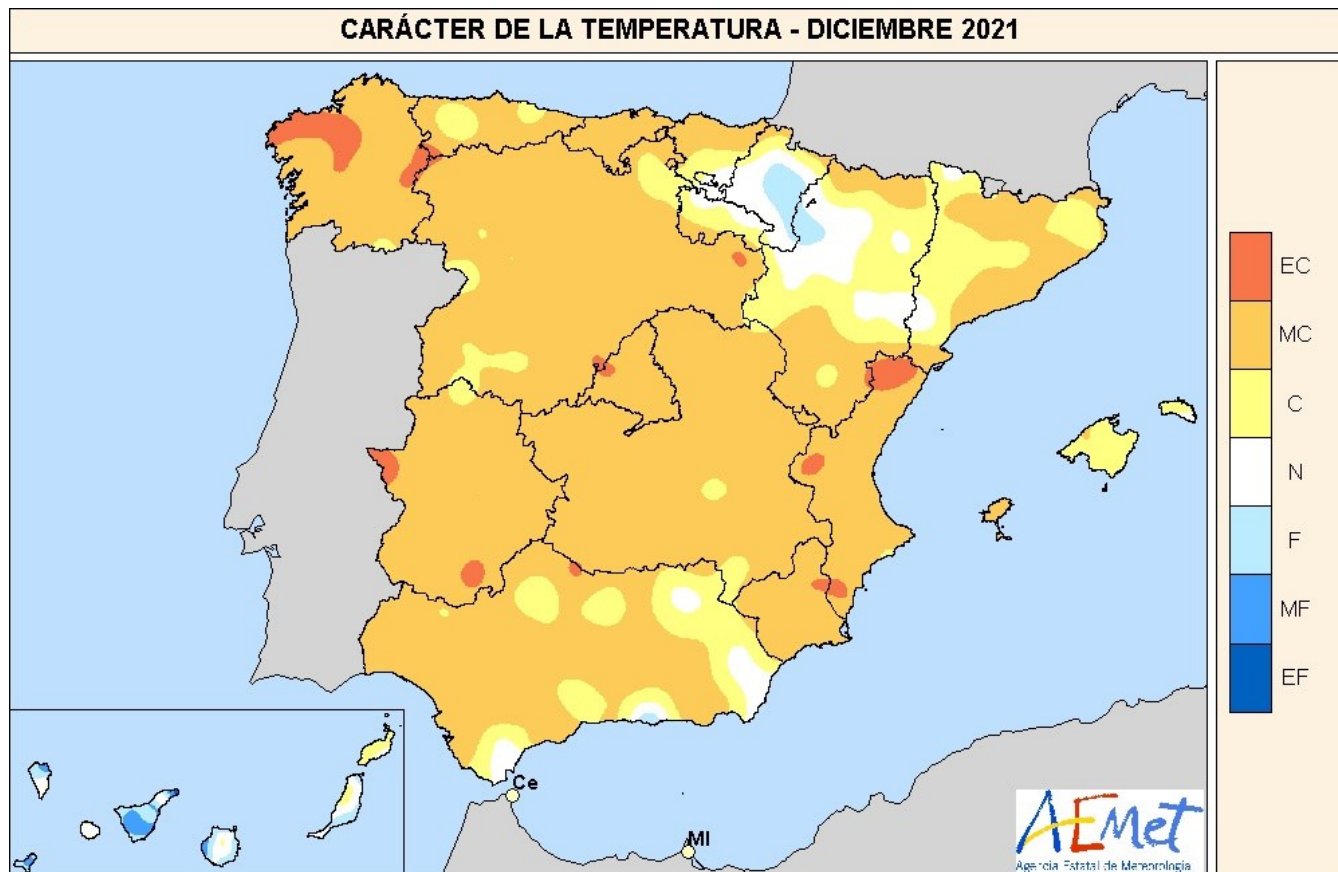 CARÁCTER DE LA TEMPERATURA - DICIEMBRE 2021
EC
MC
C
N
F
MF
EF
Ce
Ml
AEMet
Agencia Estatal de Meteorología